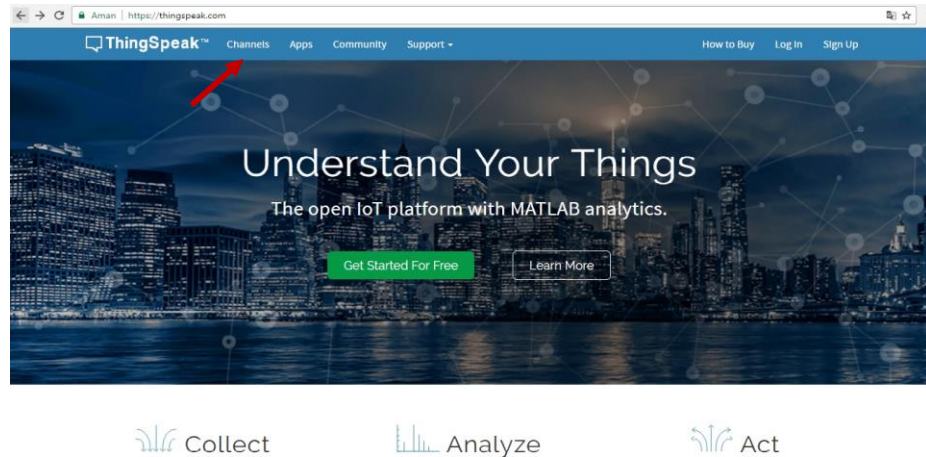 Aman | https://thingspeak.com
ThingSpeak™ Channels Apps Community Support How to Buy Log In Sign Up
Understand Your Things
The open IoT platform with MATLAB analytics.
Get Started For Free Learn More
Collect Analyze Act